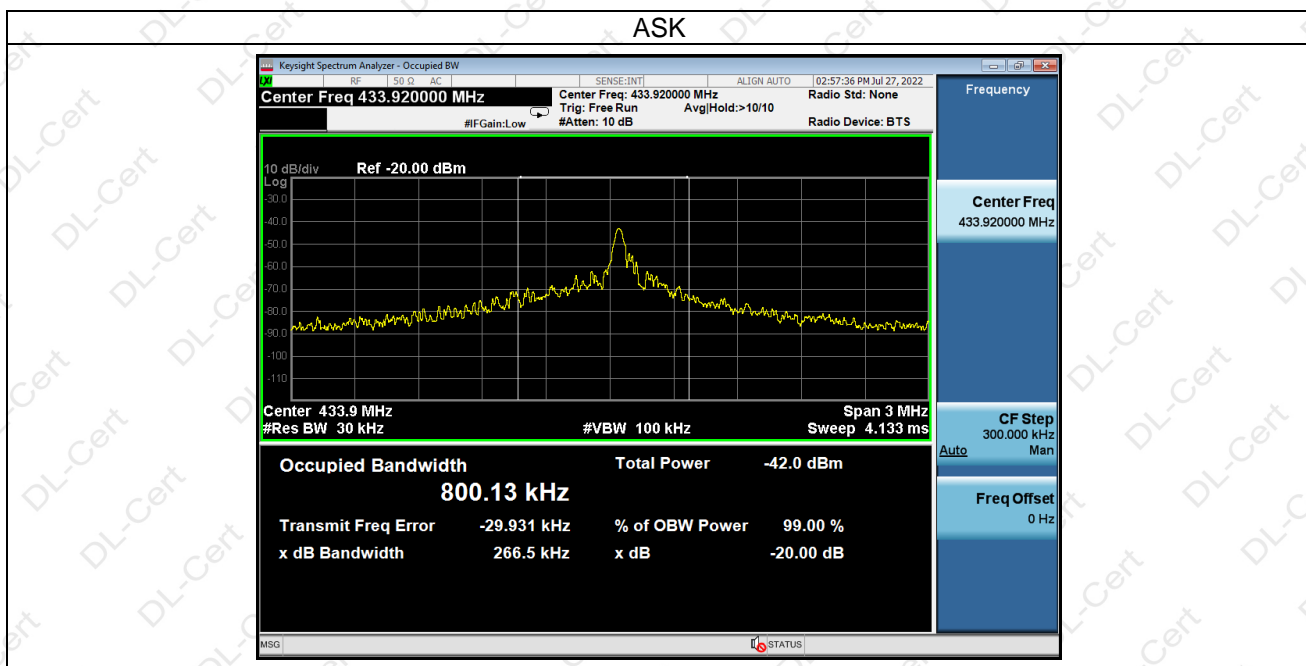 ASK
Keysight Spectrum Analyzer - Occupied BW
LXI RF 50 Ω AC SENSE:INT ALIGN AUTO 02:57:36 PM Jul 27, 2022
Center Freq 433.920000 MHz Center Freq: 433.920000 MHz Radio Std: None
Trig: Free Run Avg|Hold:>10/10
#IFGain:Low #Atten: 10 dB Radio Device: BTS
Frequency
10 dB/div Ref -20.00 dBm
Log
-30.0
-40.0
-50.0
-60.0
-70.0
-80.0
-90.0
-100
-110
Center 433.9 MHz Span 3 MHz
#Res BW 30 kHz #VBW 100 kHz Sweep 4.133 ms
Center Freq
433.920000 MHz
CF Step
300.000 kHz
Auto Man
Freq Offset
0 Hz
Occupied Bandwidth Total Power -42.0 dBm
800.13 kHz
Transmit Freq Error -29.931 kHz % of OBW Power 99.00 %
x dB Bandwidth 266.5 kHz x dB -20.00 dB
MSG STATUS
DL-Cert